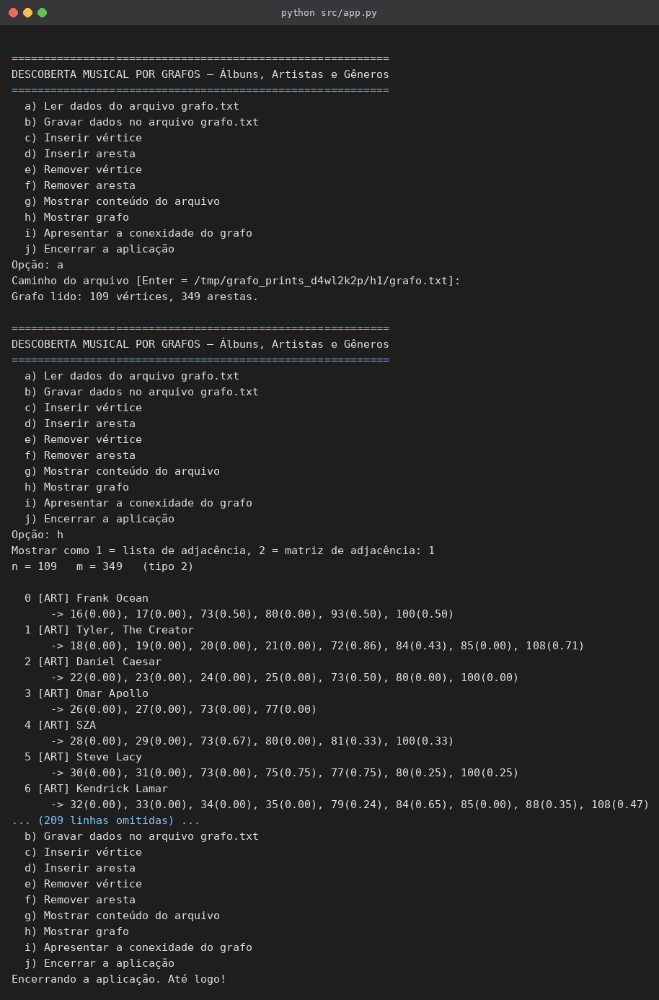 python src/app.py
==========================================================
DESCOBERTA MUSICAL POR GRAFOS — Álbuns, Artistas e Gêneros
==========================================================
a) Ler dados do arquivo grafo.txt
b) Gravar dados no arquivo grafo.txt
c) Inserir vértice
d) Inserir aresta
e) Remover vértice
f) Remover aresta
g) Mostrar conteúdo do arquivo
h) Mostrar grafo
i) Apresentar a conexidade do grafo
j) Encerrar a aplicação
Opção: a
Caminho do arquivo [Enter = /tmp/grafo_prints_d4wl2k2p/h1/grafo.txt]:
Grafo lido: 109 vértices, 349 arestas.
==========================================================
DESCOBERTA MUSICAL POR GRAFOS — Álbuns, Artistas e Gêneros
==========================================================
a) Ler dados do arquivo grafo.txt
b) Gravar dados no arquivo grafo.txt
c) Inserir vértice
d) Inserir aresta
e) Remover vértice
f) Remover aresta
g) Mostrar conteúdo do arquivo
h) Mostrar grafo
i) Apresentar a conexidade do grafo
j) Encerrar a aplicação
Opção: h
Mostrar como 1 = lista de adjacência, 2 = matriz de adjacência: 1
n = 109   m = 349   (tipo 2)
0 [ART] Frank Ocean
-> 16(0.00), 17(0.00), 73(0.50), 80(0.00), 93(0.50), 100(0.50)
1 [ART] Tyler, The Creator
-> 18(0.00), 19(0.00), 20(0.00), 21(0.00), 72(0.86), 84(0.43), 85(0.00), 108(0.71)
2 [ART] Daniel Caesar
-> 22(0.00), 23(0.00), 24(0.00), 25(0.00), 73(0.50), 80(0.00), 100(0.00)
3 [ART] Omar Apollo
-> 26(0.00), 27(0.00), 73(0.00), 77(0.00)
4 [ART] SZA
-> 28(0.00), 29(0.00), 73(0.67), 80(0.00), 81(0.33), 100(0.33)
5 [ART] Steve Lacy
-> 30(0.00), 31(0.00), 73(0.00), 75(0.75), 77(0.75), 80(0.25), 100(0.25)
6 [ART] Kendrick Lamar
-> 32(0.00), 33(0.00), 34(0.00), 35(0.00), 79(0.24), 84(0.65), 85(0.00), 88(0.35), 108(0.47)
... (209 linhas omitidas) ...
b) Gravar dados no arquivo grafo.txt
c) Inserir vértice
d) Inserir aresta
e) Remover vértice
f) Remover aresta
g) Mostrar conteúdo do arquivo
h) Mostrar grafo
i) Apresentar a conexidade do grafo
j) Encerrar a aplicação
Encerrando a aplicação. Até logo!